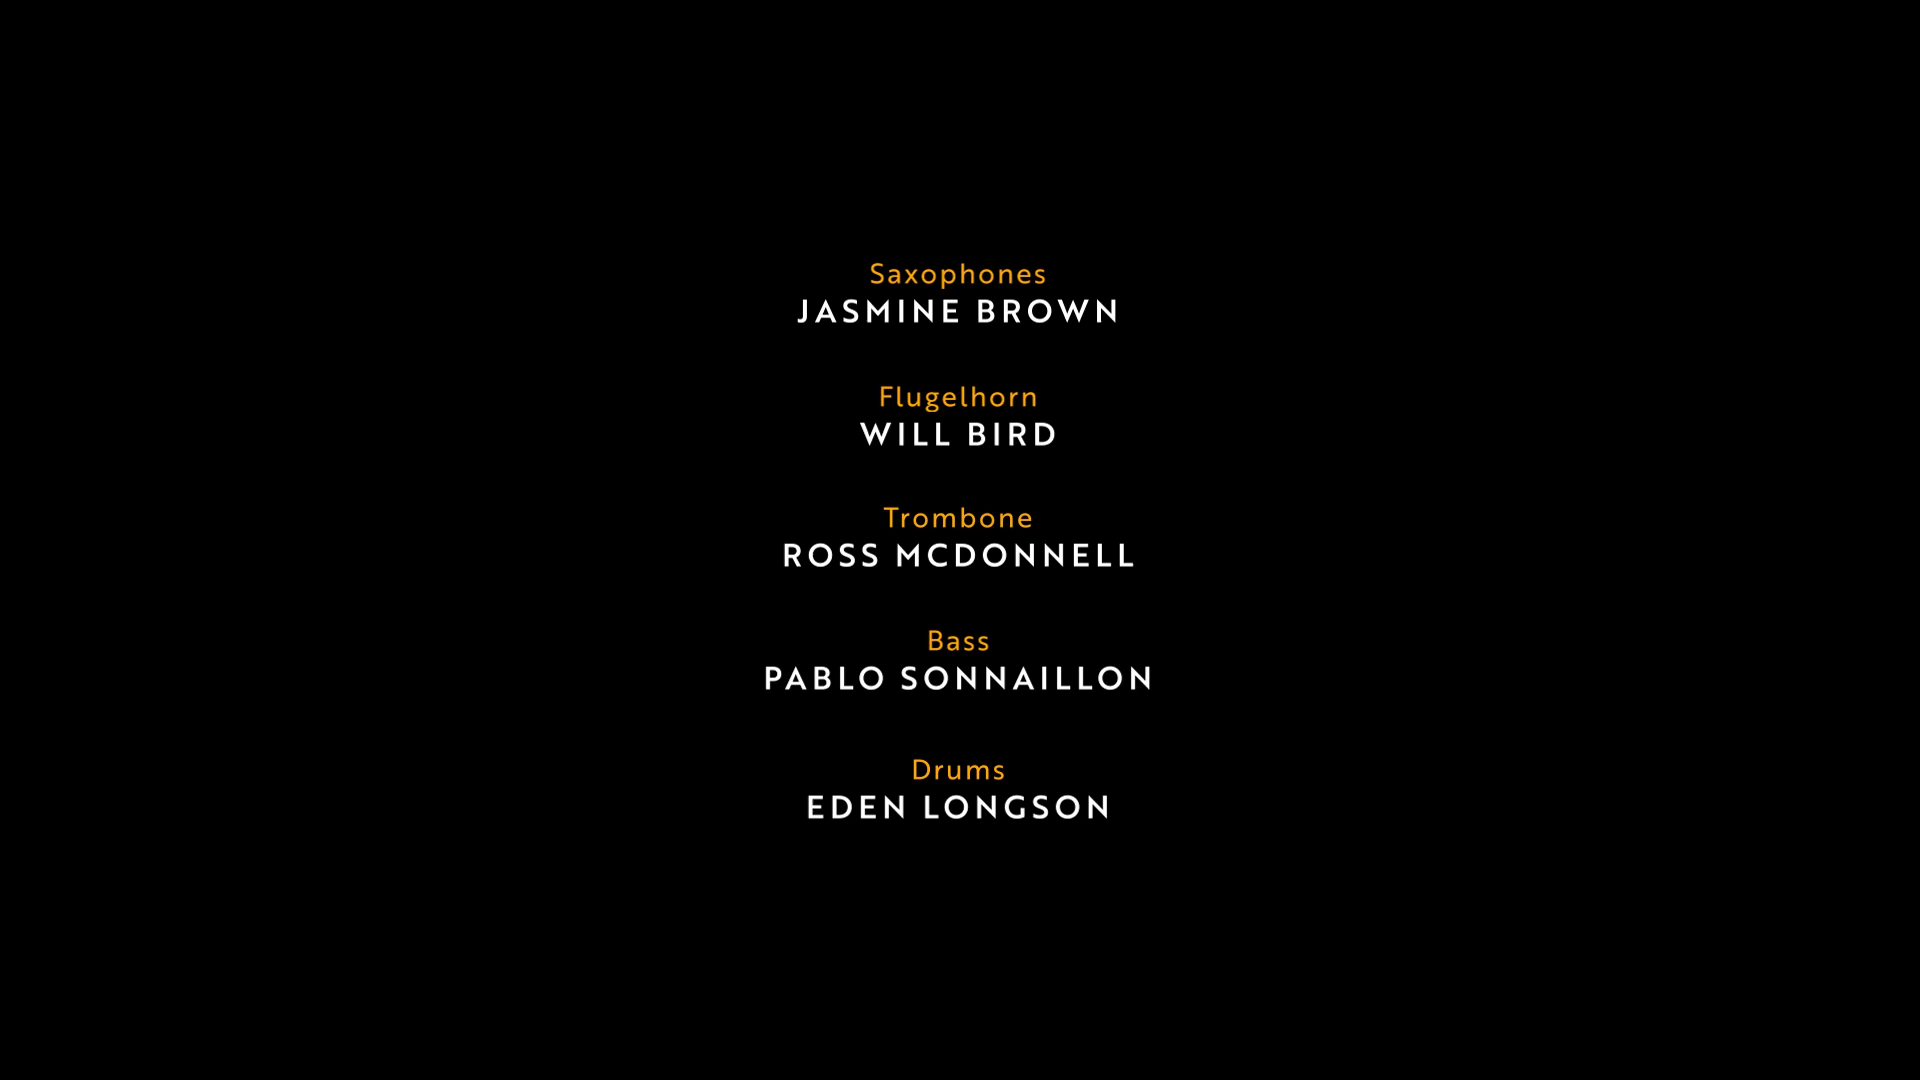 Saxophones
JASMINE BROWN
Flugelhorn
WILL BIRD
Trombone
ROSS MCDONNELL
Bass
PABLO SONNAILLON
Drums
EDEN LONGSON